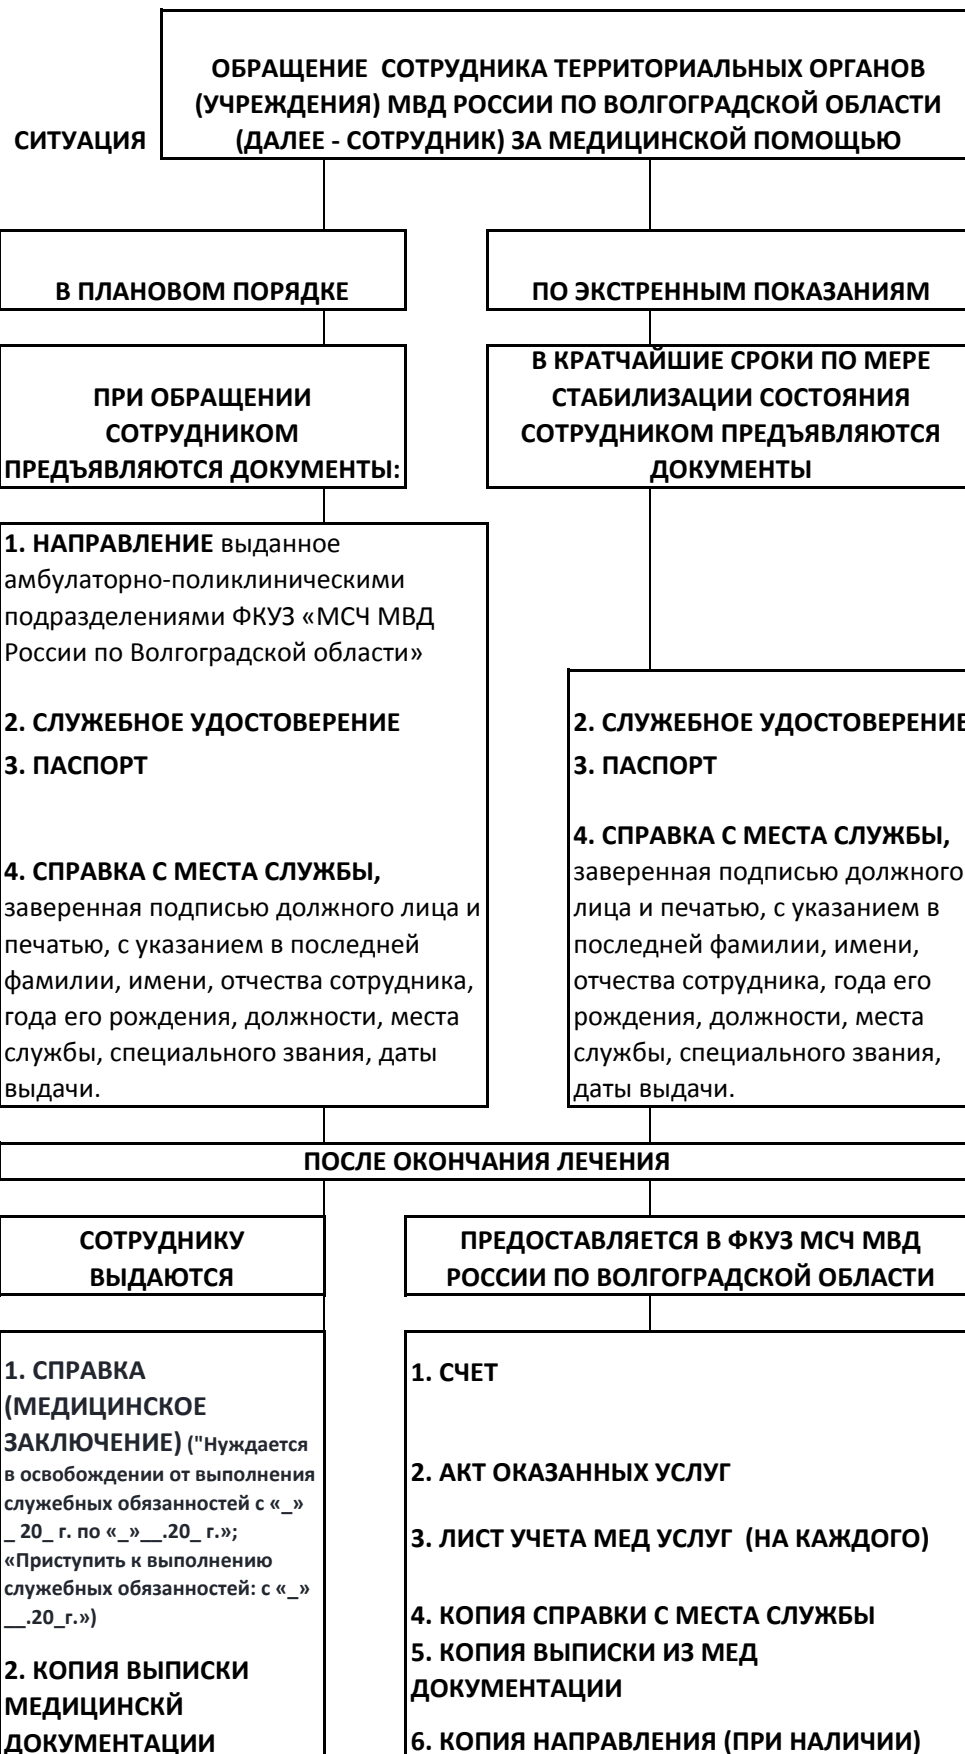 ОБРАЩЕНИЕ СОТРУДНИКА ТЕРРИТОРИАЛЬНЫХ ОРГАНОВ
(УЧРЕЖДЕНИЯ) МВД РОССИИ ПО ВОЛГОГРАДСКОЙ ОБЛАСТИ
СИТУАЦИЯ (ДАЛЕЕ - СОТРУДНИК) ЗА МЕДИЦИНСКОЙ ПОМОЩЬЮ
В ПЛАНОВОМ ПОРЯДКЕ
ПО ЭКСТРЕННЫМ ПОКАЗАНИЯМ
ПРИ ОБРАЩЕНИИ
СОТРУДНИКОМ
ПРЕДЪЯВЛЯЮТСЯ ДОКУМЕНТЫ:
В КРАТЧАЙШИЕ СРОКИ ПО МЕРЕ
СТАБИЛИЗАЦИИ СОСТОЯНИЯ
СОТРУДНИКОМ ПРЕДЪЯВЛЯЮТСЯ
ДОКУМЕНТЫ
1. НАПРАВЛЕНИЕ выданное
амбулаторно-поликлиническими
подразделениями ФКУЗ «МСЧ МВД
России по Волгоградской области»
2. СЛУЖЕБНОЕ УДОСТОВЕРЕНИЕ
3. ПАСПОРТ
4. СПРАВКА С МЕСТА СЛУЖБЫ,
заверенная подписью должного лица и
печатью, с указанием в последней
фамилии, имени, отчества сотрудника,
года его рождения, должности, места
службы, специального звания, даты
выдачи.
2. СЛУЖЕБНОЕ УДОСТОВЕРЕНИЕ
3. ПАСПОРТ
4. СПРАВКА С МЕСТА СЛУЖБЫ,
заверенная подписью должного
лица и печатью, с указанием в
последней фамилии, имени,
отчества сотрудника, года его
рождения, должности, места
службы, специального звания,
даты выдачи.
ПОСЛЕ ОКОНЧАНИЯ ЛЕЧЕНИЯ
СОТРУДНИКУ
ВЫДАЮТСЯ
ПРЕДОСТАВЛЯЕТСЯ В ФКУЗ МСЧ МВД
РОССИИ ПО ВОЛГОГРАДСКОЙ ОБЛАСТИ
1. СПРАВКА
(МЕДИЦИНСКОЕ
ЗАКЛЮЧЕНИЕ) ("Нуждается
в освобождении от выполнения
служебных обязанностей с «_»
_ 20_ г. по «_»__.20_ г.»;
«Приступить к выполнению
служебных обязанностей: с «_»
__.20_г.»)
2. КОПИЯ ВЫПИСКИ
МЕДИЦИНСКЙ
ДОКУМЕНТАЦИИ
1. СЧЕТ
2. АКТ ОКАЗАННЫХ УСЛУГ
3. ЛИСТ УЧЕТА МЕД УСЛУГ (НА КАЖДОГО)
4. КОПИЯ СПРАВКИ С МЕСТА СЛУЖБЫ
5. КОПИЯ ВЫПИСКИ ИЗ МЕД
ДОКУМЕНТАЦИИ
6. КОПИЯ НАПРАВЛЕНИЯ (ПРИ НАЛИЧИИ)